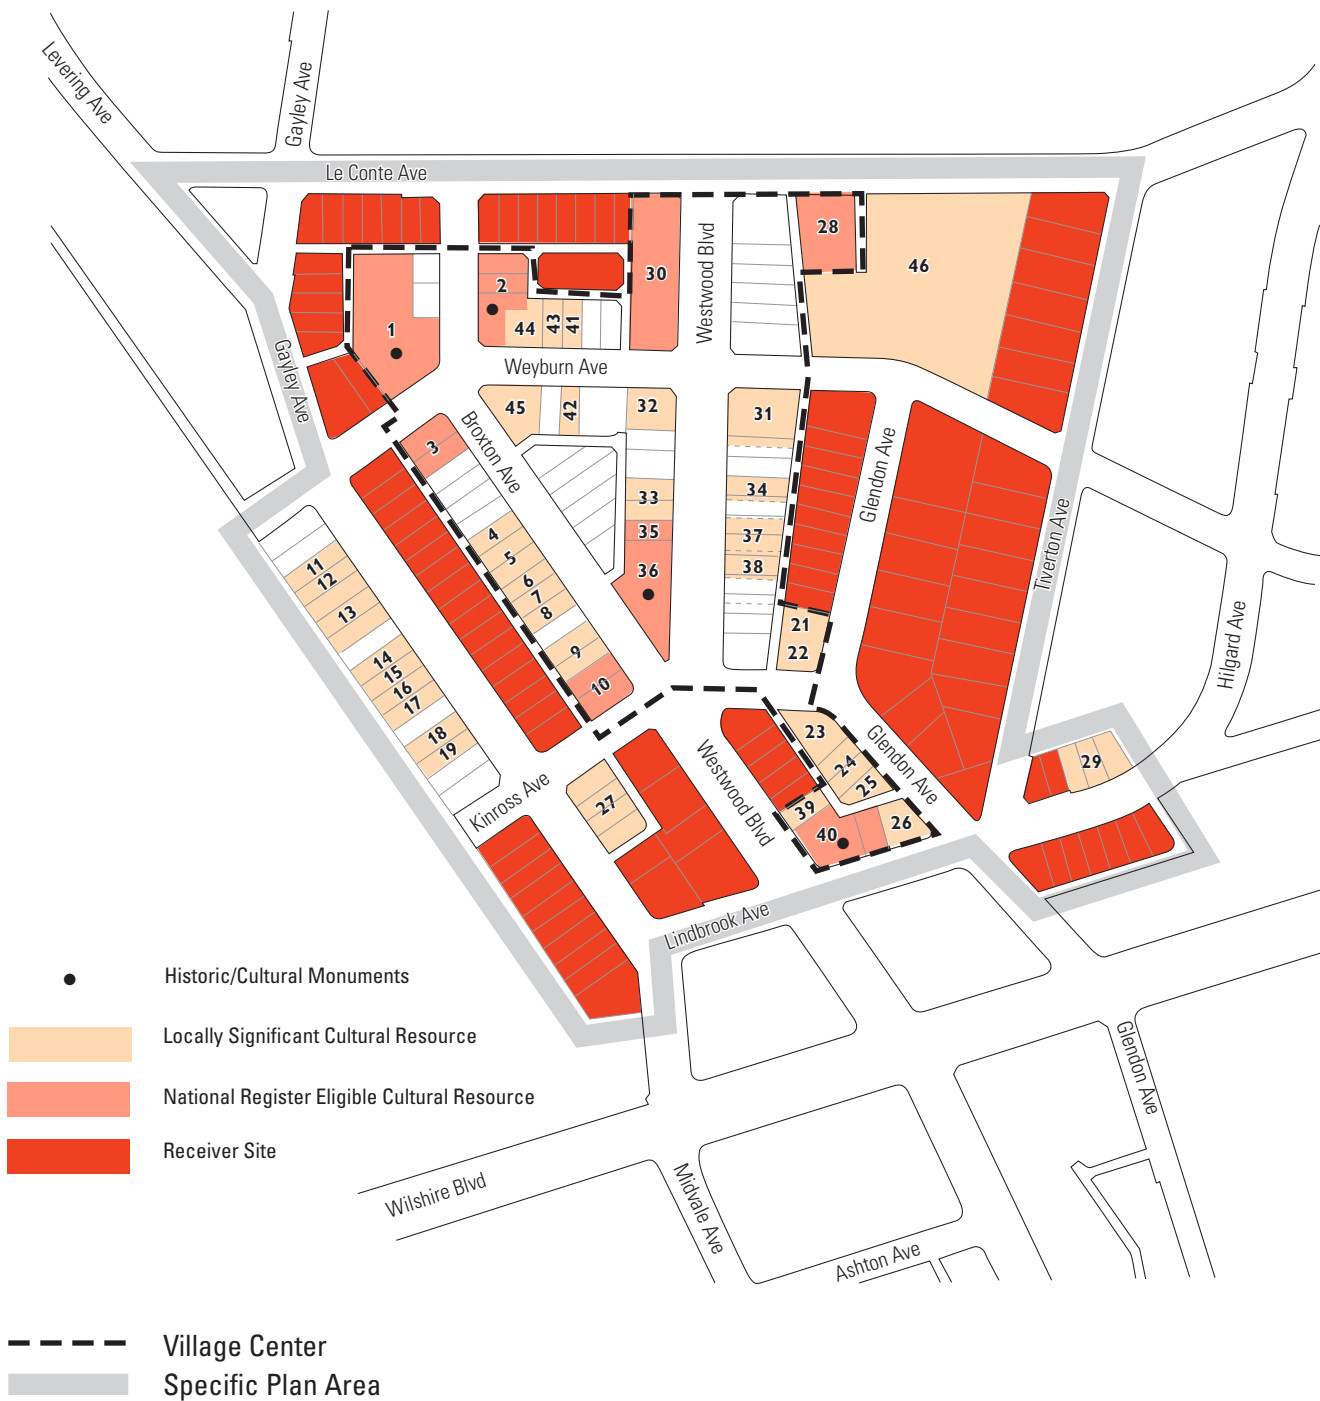 Levering Ave
Gayley Ave
Le Conte Ave
28
30
46
Westwood Blvd
2
1
44
43
41
Gayley Ave
Weyburn Ave
45
42
32
31
3
Broxton Ave
Glendon Ave
33
34
35
37
4
5
36
38
11
12
6
7
8
13
Tiverton Ave
21
22
9
14
15
16
17
10
Hilgard Ave
18
19
23
24
25
Glendon Ave
29
Westwood Blvd
Kinross Ave
27
39
40
26
Lindbrook Ave
Historic/Cultural Monuments
Locally Significant Cultural Resource
National Register Eligible Cultural Resource
Receiver Site
Glendon Ave
Wilshire Blvd
Midvale Ave
Ashton Ave
Village Center
Specific Plan Area